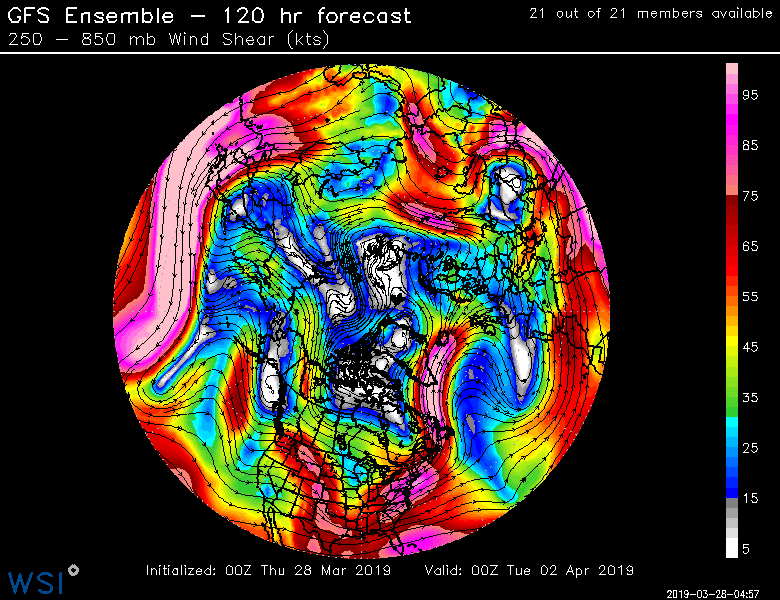 GFS Ensemble – 120 hr forecast
21 out of 21 members available
250 – 850 mb Wind Shear (kts)
95
85
75
65
55
45
35
25
15
5
Initialized: 00Z Thu 28 Mar 2019 Valid: 00Z Tue 02 Apr 2019
WSI
2019-03-28-04:57